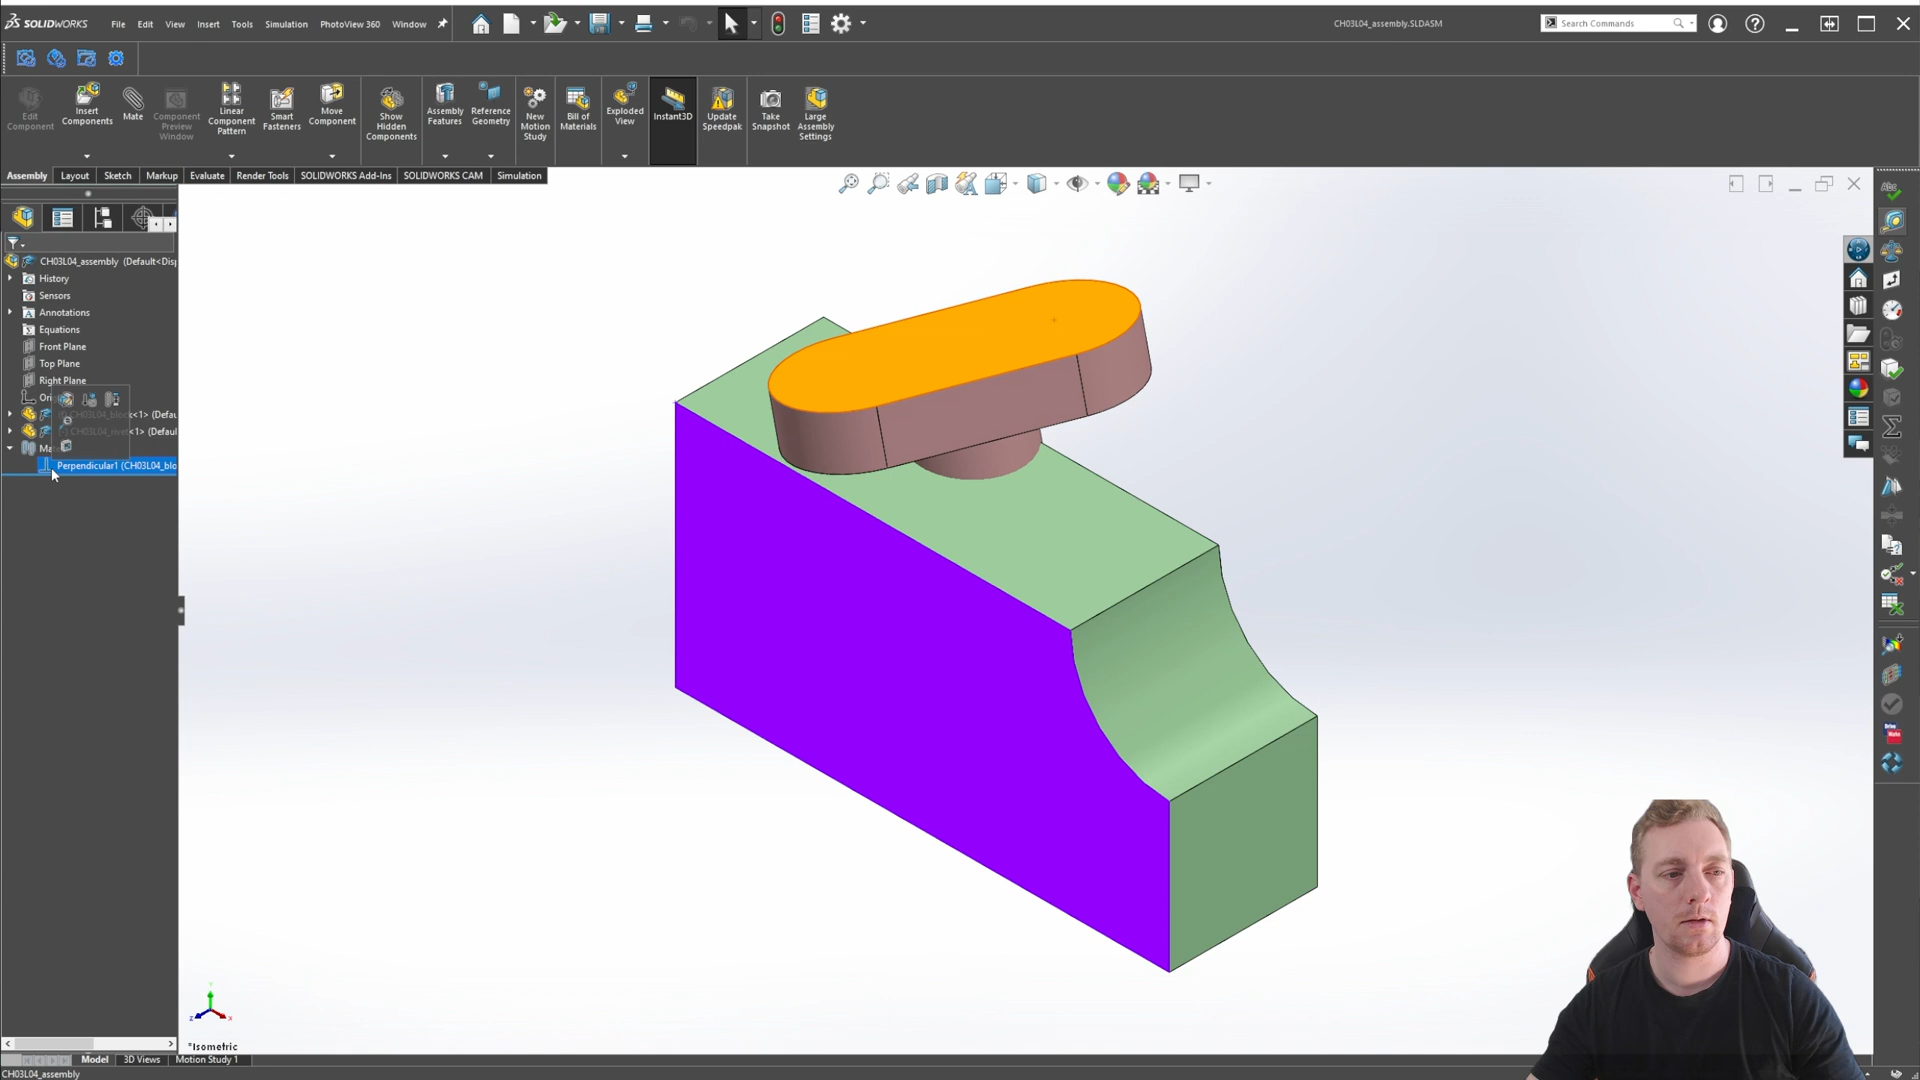 SOLIDWORKS File Edit View Insert Tools Simulation PhotoView 360 Window CH03L04_assembly.SLDASM Search Commands
Edit Component
Insert Components
Mate
Component Preview Window
Linear Component Pattern
Smart Fasteners
Move Component
Show Hidden Components
Assembly Features
Reference Geometry
New Motion Study
Bill of Materials
Exploded View
Instant3D
Update Speedpak
Take Snapshot
Large Assembly Settings
Assembly Layout Sketch Markup Evaluate Render Tools SOLIDWORKS Add-Ins SOLIDWORKS CAM Simulation
CH03L04_assembly (Default<Dis
History
Sensors
Annotations
Equations
Front Plane
Top Plane
Right Plane
Ori
CH03L04_block<1> (Defau
(-) CH03L04_rivet<1> (Defaul
Ma
Perpendicular1 (CH03L04_blo
*Isometric
Model 3D Views Motion Study 1
CH03L04_assembly